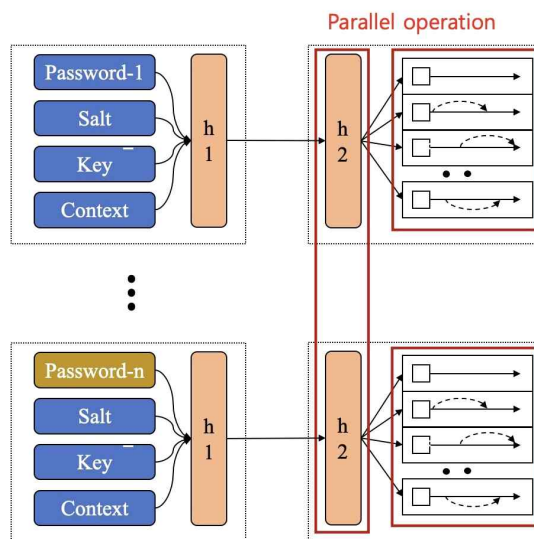 Parallel operation
Password-1
Salt
Key
Context
h
1
h
2
Password-n
Salt
Key
Context
h
1
h
2